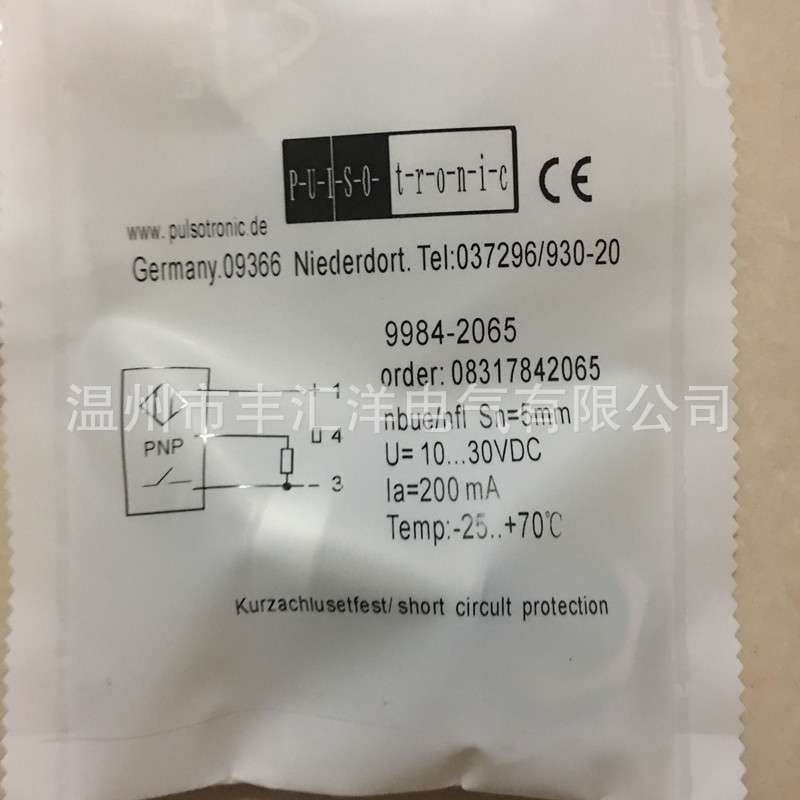 P-U-I-S-O-t-r-o-n-i-c CE
www.pulsotronic.de
Germany.09366 Niederdort. Tel:037296/930-20
9984-2065
order: 08317842065
温州市丰汇洋电气有限公司
nbue/nfl Sn=5mm
U= 10...30VDC
Ia=200 mA
Temp:-25..+70℃
+ 1
U 4
PNP
- 3
Kurzachlusetfest/ short circult protection